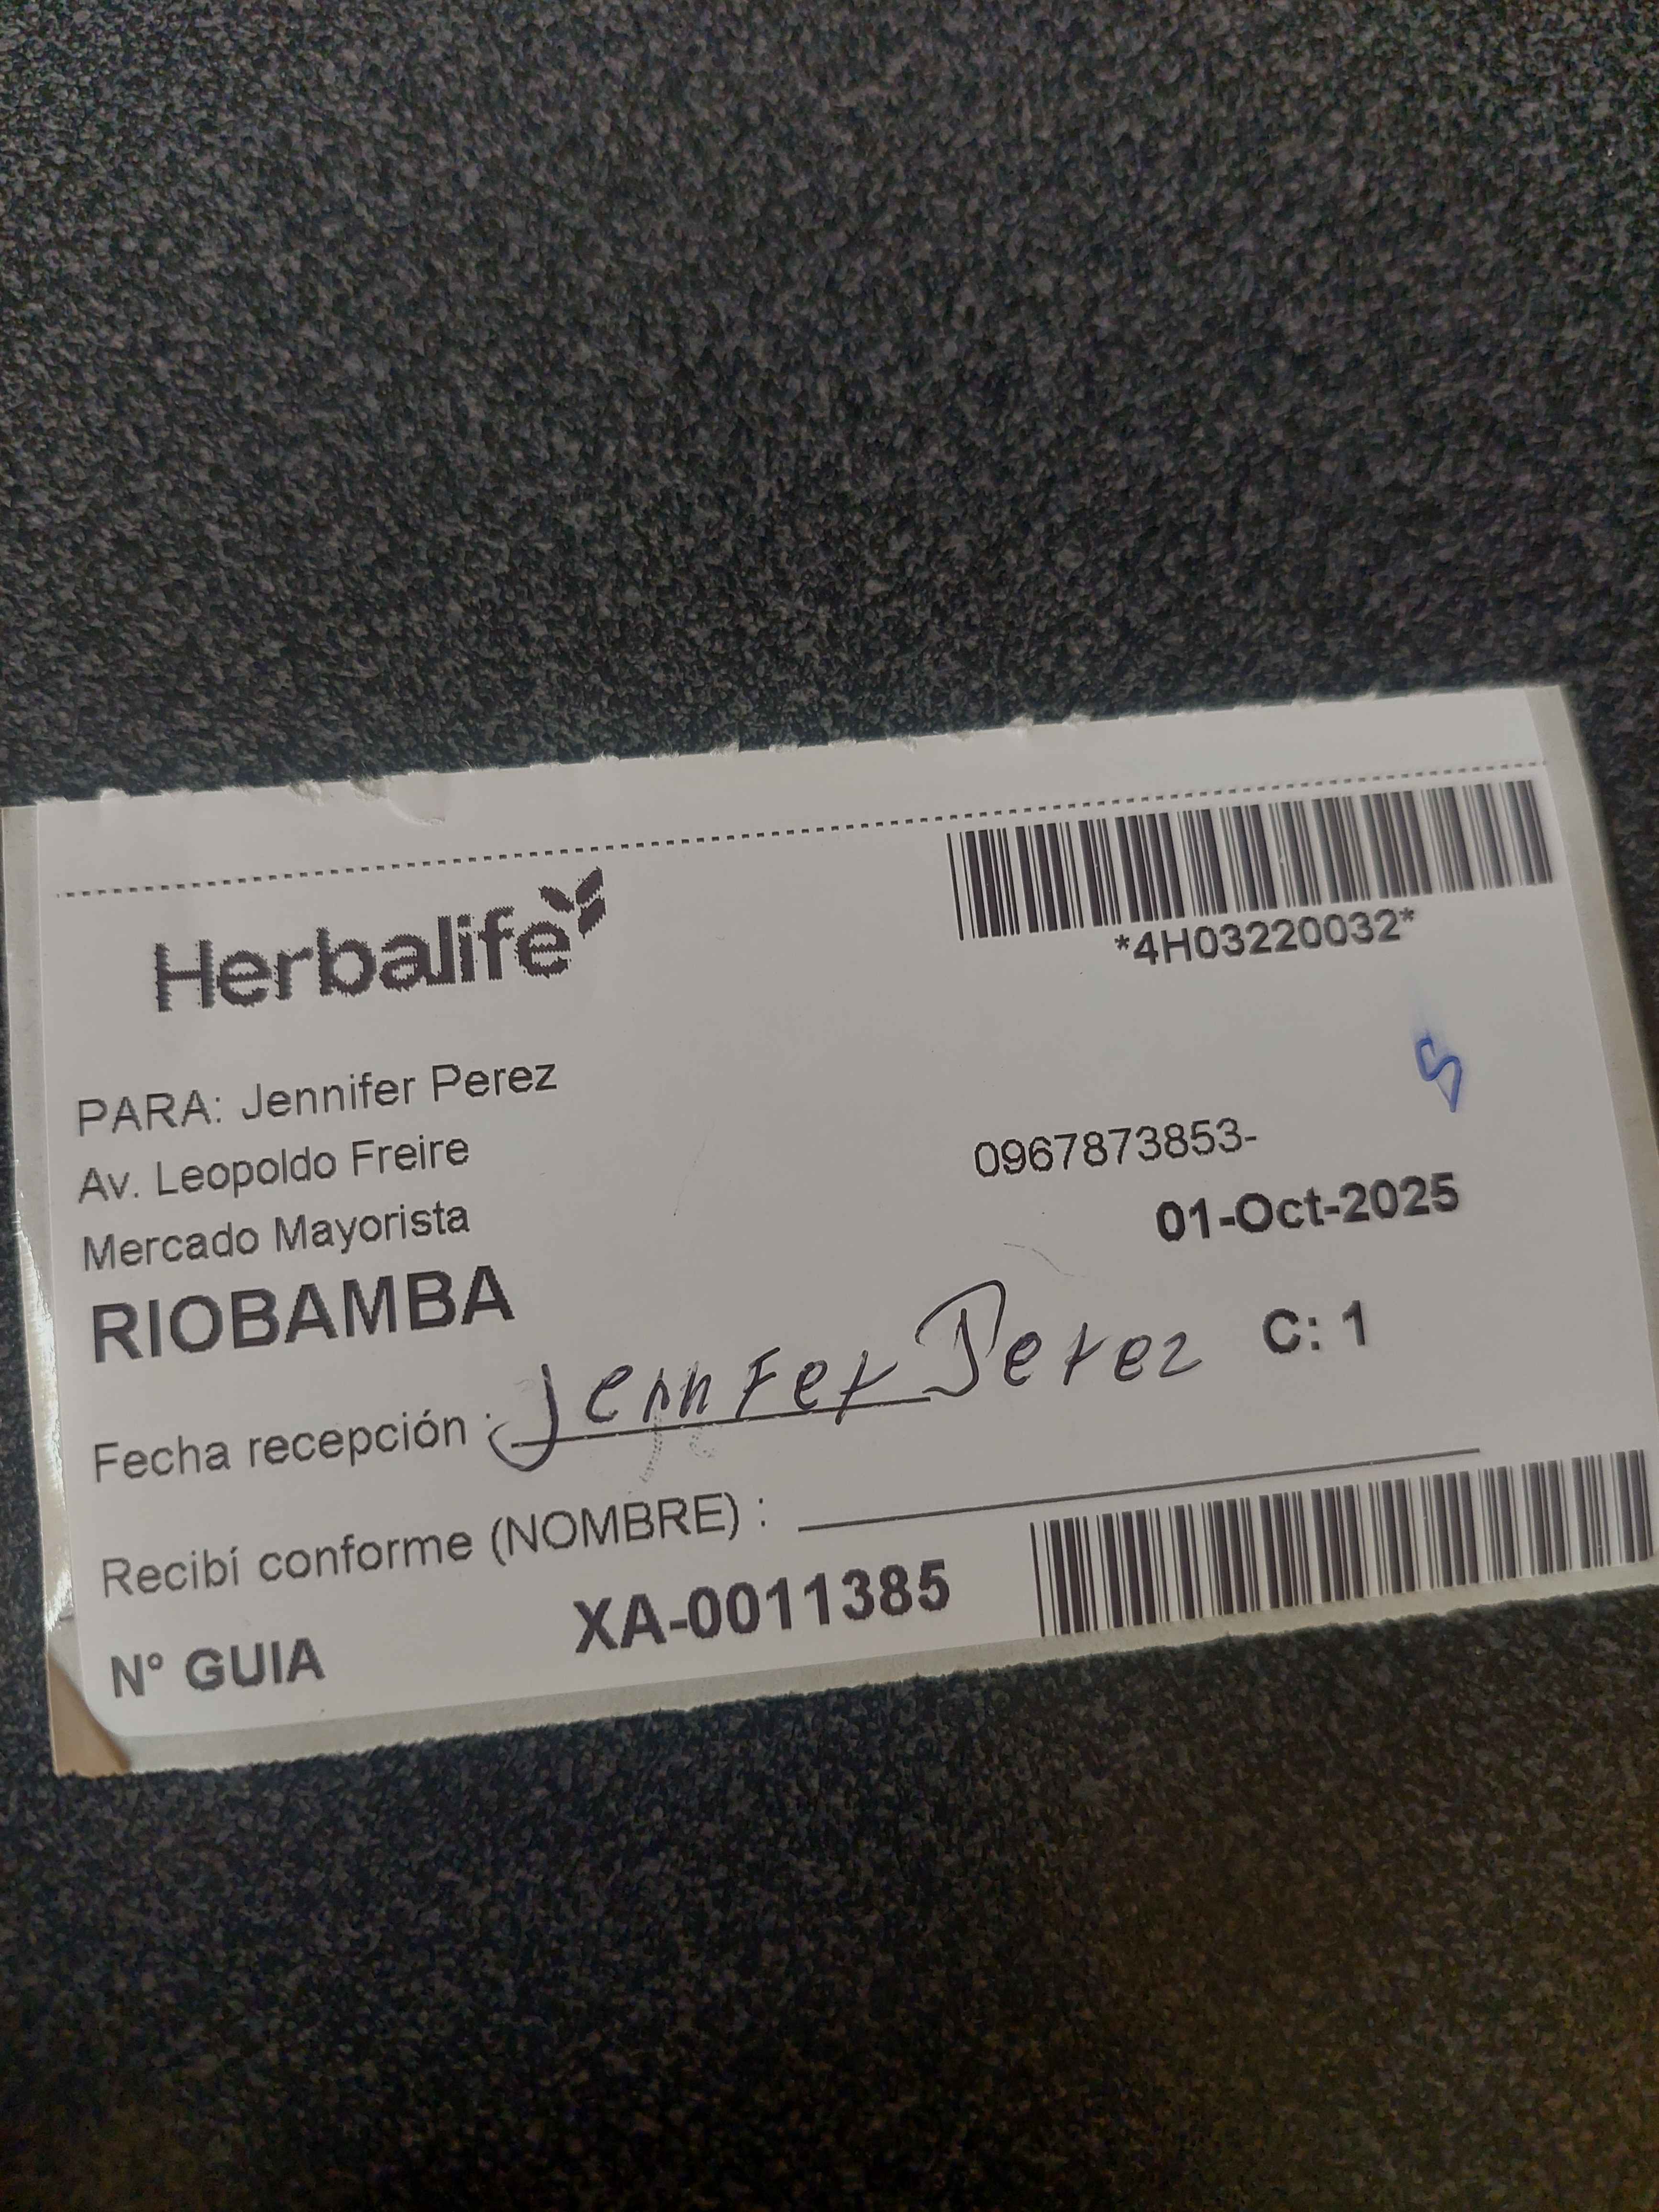 Herbalife
*4H03220032*
PARA: Jennifer Perez
Av. Leopoldo Freire
0967873853-
Mercado Mayorista
01-Oct-2025
RIOBAMBA
C: 1
Fecha recepción : Jennfer Perez
Recibí conforme (NOMBRE) :
N° GUIA XA-0011385